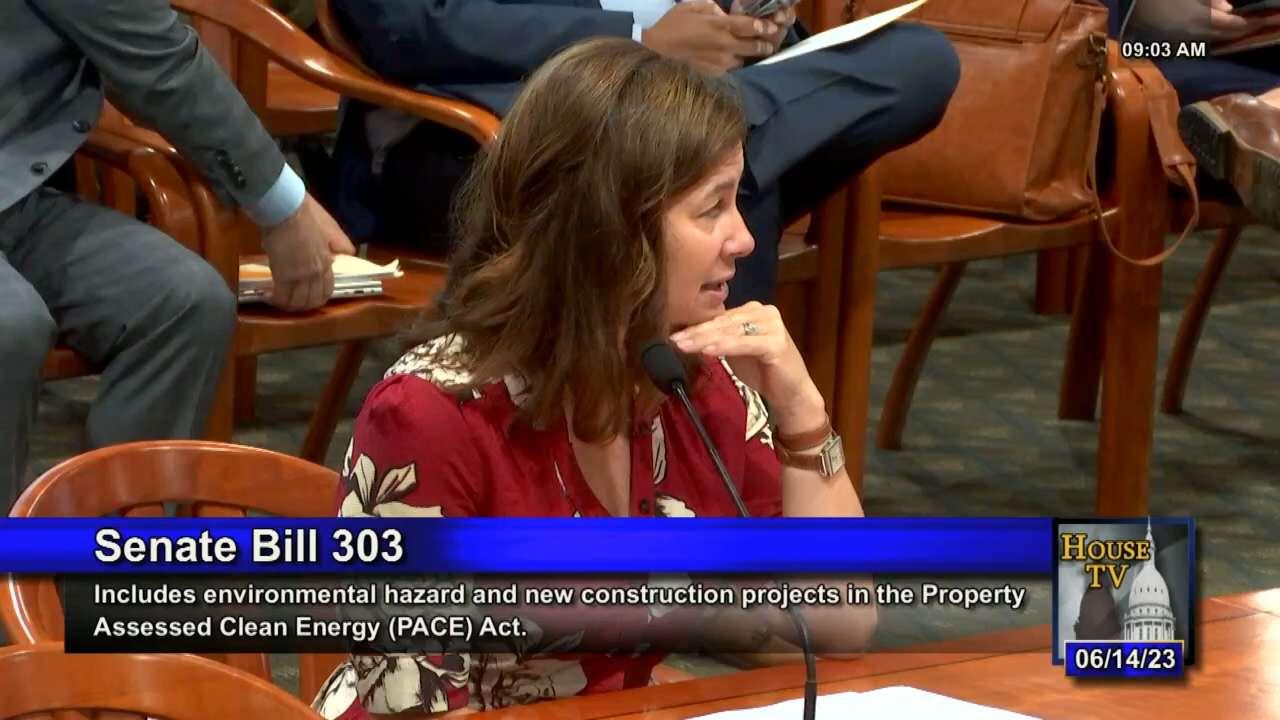 09:03 AM
Senate Bill 303
Includes environmental hazard and new construction projects in the Property
Assessed Clean Energy (PACE) Act.
HOUSE
TV
06/14/23